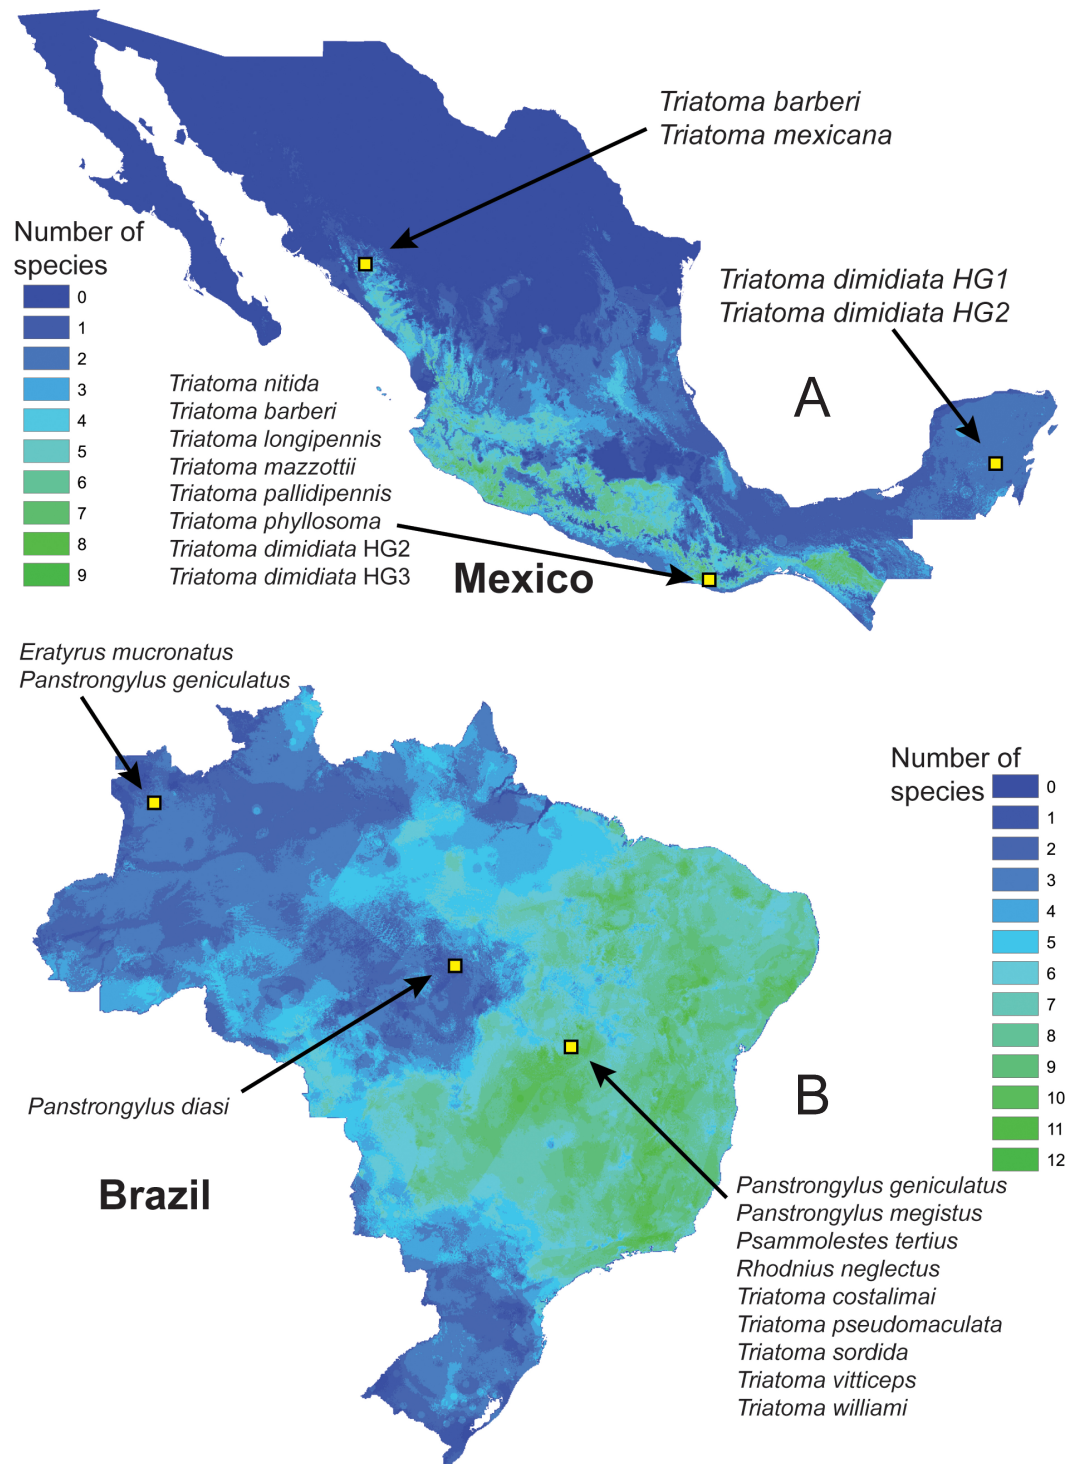 Triatoma barberi
Triatoma mexicana
Number of
species
0
1
2
3
4
5
6
7
8
9
Triatoma dimidiata HG1
Triatoma dimidiata HG2
A
Triatoma nitida
Triatoma barberi
Triatoma longipennis
Triatoma mazzottii
Triatoma pallidipennis
Triatoma phyllosoma
Triatoma dimidiata HG2
Triatoma dimidiata HG3
Mexico
Eratyrus mucronatus
Panstrongylus geniculatus
Number of
species
0
1
2
3
4
5
6
7
8
9
10
11
12
Panstrongylus diasi
B
Brazil
Panstrongylus geniculatus
Panstrongylus megistus
Psammolestes tertius
Rhodnius neglectus
Triatoma costalimai
Triatoma pseudomaculata
Triatoma sordida
Triatoma vitticeps
Triatoma williami